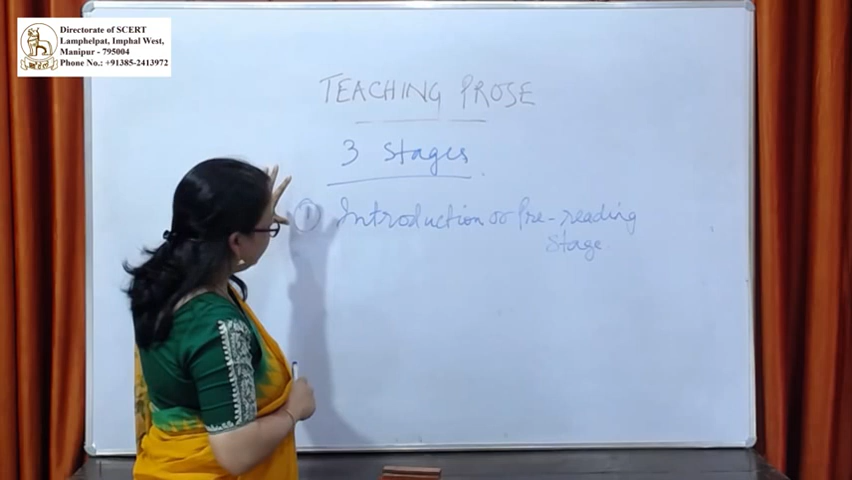 Directorate of SCERT
Lamphelpat, Imphal West,
Manipur - 795004
Phone No.: +91385-2413972
TEACHING PROSE
3 Stages
① Introduction or Pre-reading
Stage.